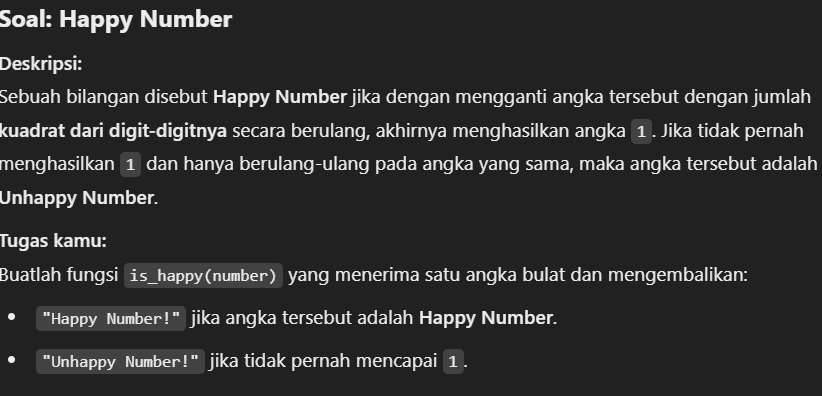 Soal: Happy Number
Deskripsi:
Sebuah bilangan disebut Happy Number jika dengan mengganti angka tersebut dengan jumlah
kuadrat dari digit-digitnya secara berulang, akhirnya menghasilkan angka 1. Jika tidak pernah
menghasilkan 1 dan hanya berulang-ulang pada angka yang sama, maka angka tersebut adalah
Unhappy Number.
Tugas kamu:
Buatlah fungsi is_happy(number) yang menerima satu angka bulat dan mengembalikan:
• "Happy Number!" jika angka tersebut adalah Happy Number.
• "Unhappy Number!" jika tidak pernah mencapai 1.